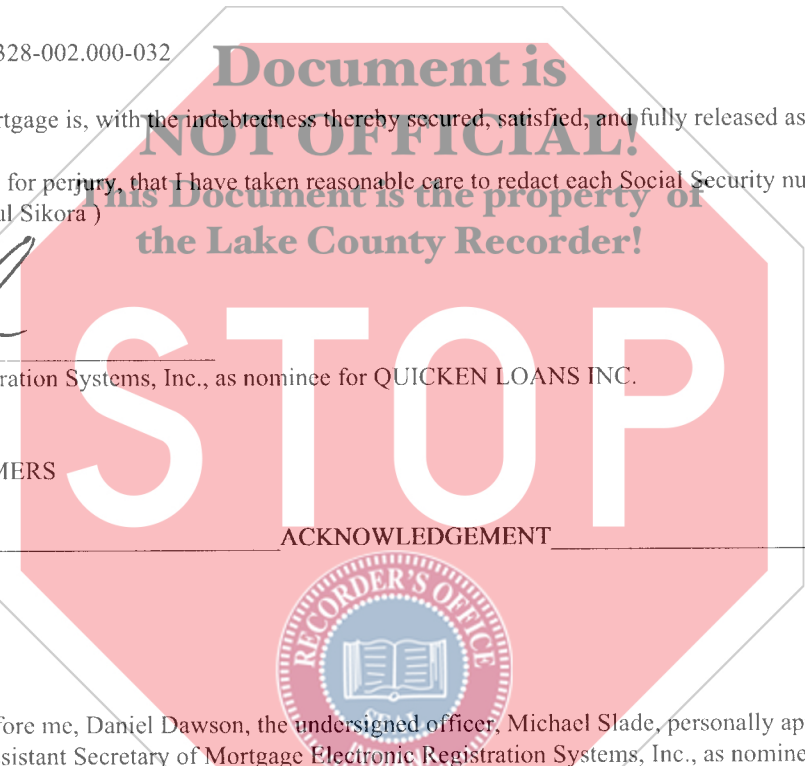 328-002.000-032
Document is
rtgage is, with the indebtedness thereby secured, satisfied, and fully released as
NOT OFFICIAL!
for perjury, that I have taken reasonable care to redact each Social Security nu
This Document is the property of
ul Sikora )
the Lake County Recorder!
STOP
ration Systems, Inc., as nominee for QUICKEN LOANS INC.
MERS
ACKNOWLEDGEMENT
RECORDER'S OFFICE
fore me, Daniel Dawson, the undersigned officer, Michael Slade, personally ap
SEAL
sistant Secretary of Mortgage Electronic Registration Systems, Inc., as nomine